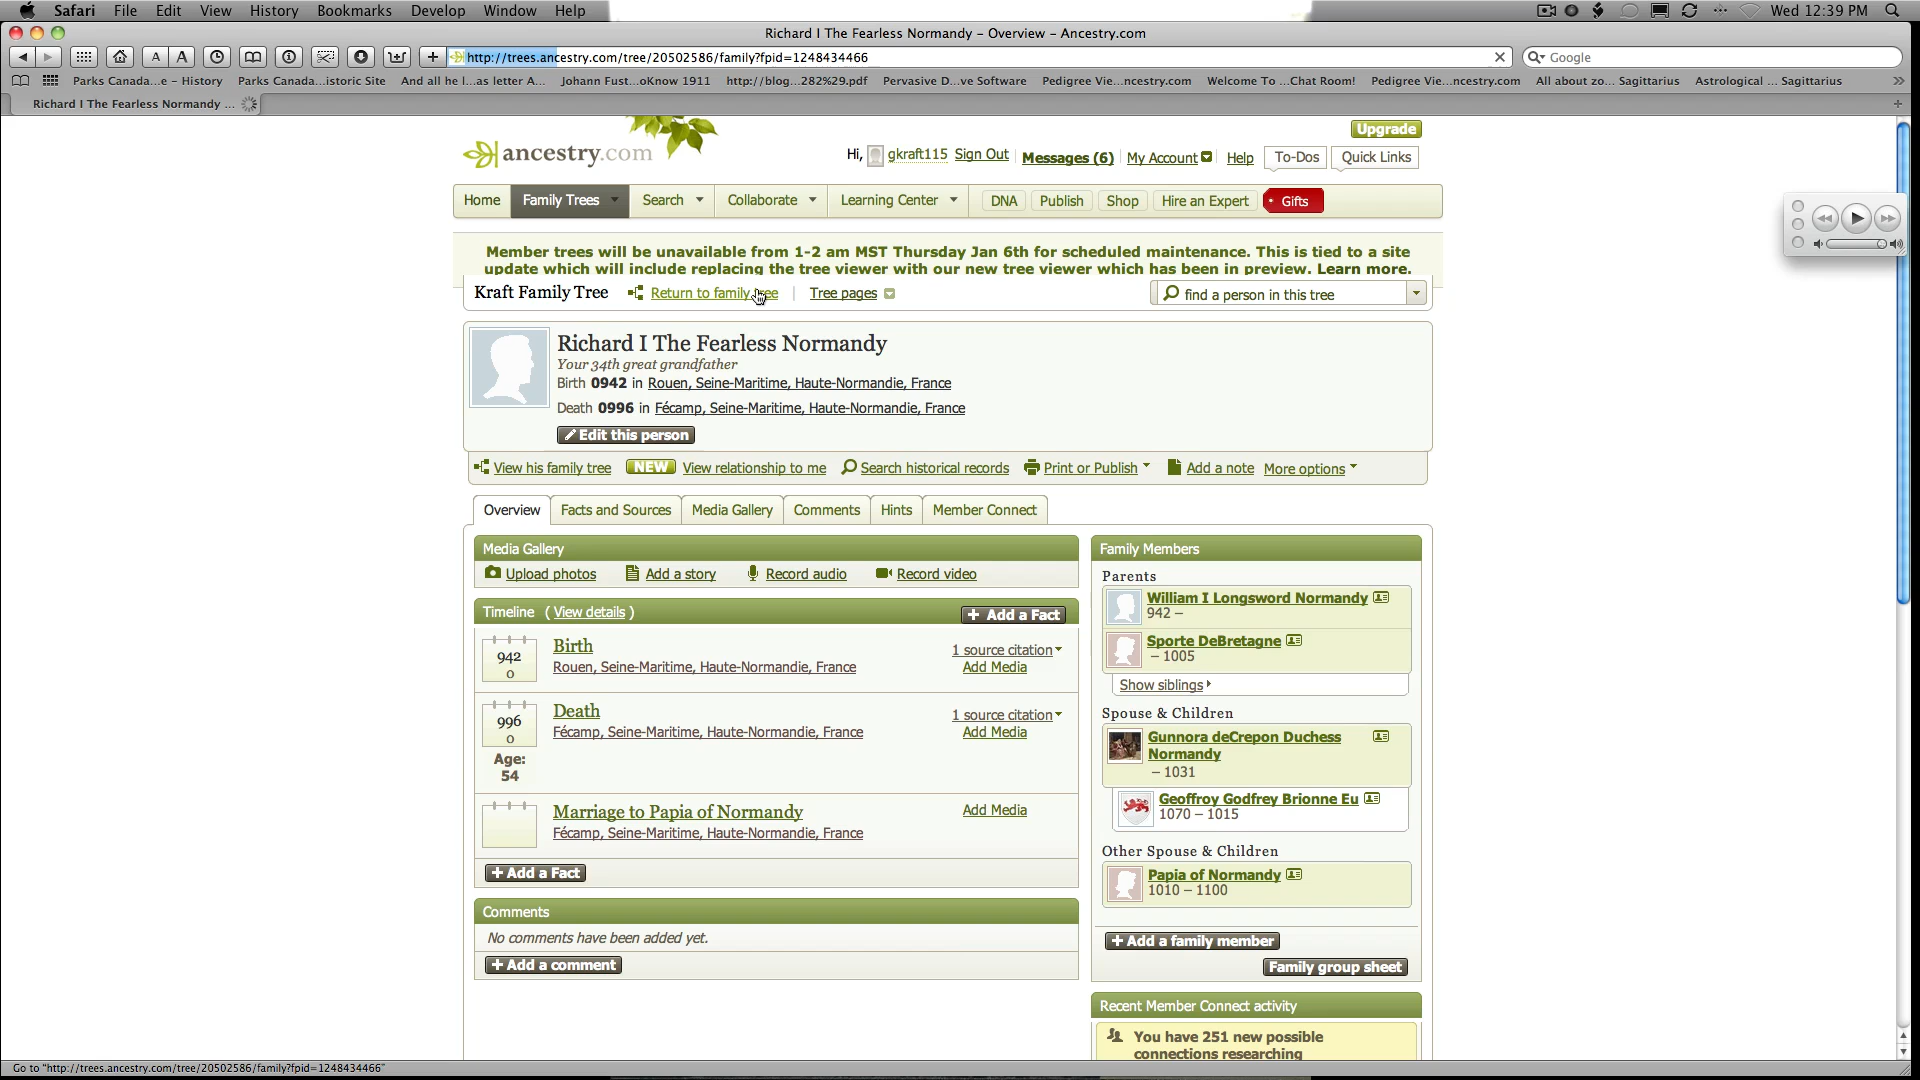 Safari File Edit View History Bookmarks Develop Window Help Wed 12:39 PM
Richard I The Fearless Normandy – Overview – Ancestry.com
A A http://trees.ancestry.com/tree/20502586/family?fpid=1248434466 Google
Parks Canada...e – History Parks Canada...istoric Site And all he l...as letter A... Johann Fust...oKnow 1911 http://blog...282%29.pdf Pervasive D...ve Software Pedigree Vie...ncestry.com Welcome To ...Chat Room! Pedigree Vie...ncestry.com All about zo... Sagittarius Astrological ... Sagittarius
Richard I The Fearless Normandy ...
Upgrade
ancestry.com
Hi, gkraft115 Sign Out Messages (6) My Account Help To-Dos Quick Links
Home Family Trees Search Collaborate Learning Center DNA Publish Shop Hire an Expert Gifts
Member trees will be unavailable from 1-2 am MST Thursday Jan 6th for scheduled maintenance. This is tied to a site
update which will include replacing the tree viewer with our new tree viewer which has been in preview. Learn more.
Kraft Family Tree Return to family tree Tree pages find a person in this tree
Richard I The Fearless Normandy
Your 34th great grandfather
Birth 0942 in Rouen, Seine-Maritime, Haute-Normandie, France
Death 0996 in Fécamp, Seine-Maritime, Haute-Normandie, France
Edit this person
View his family tree NEW View relationship to me Search historical records Print or Publish Add a note More options
Overview Facts and Sources Media Gallery Comments Hints Member Connect
Media Gallery
Upload photos Add a story Record audio Record video
Timeline ( View details ) + Add a Fact
942
0
Birth
Rouen, Seine-Maritime, Haute-Normandie, France
1 source citation
Add Media
996
0
Age:
54
Death
Fécamp, Seine-Maritime, Haute-Normandie, France
1 source citation
Add Media
Marriage to Papia of Normandy
Fécamp, Seine-Maritime, Haute-Normandie, France
Add Media
+ Add a Fact
Comments
No comments have been added yet.
+ Add a comment
Family Members
Parents
William I Longsword Normandy
942 –
Sporte DeBretagne
– 1005
Show siblings
Spouse & Children
Gunnora deCrepon Duchess
Normandy
– 1031
Geoffroy Godfrey Brionne Eu
1070 – 1015
Other Spouse & Children
Papia of Normandy
1010 – 1100
+ Add a family member
Family group sheet
Recent Member Connect activity
You have 251 new possible
connections researching
Go to "http://trees.ancestry.com/tree/20502586/family?fpid=1248434466"